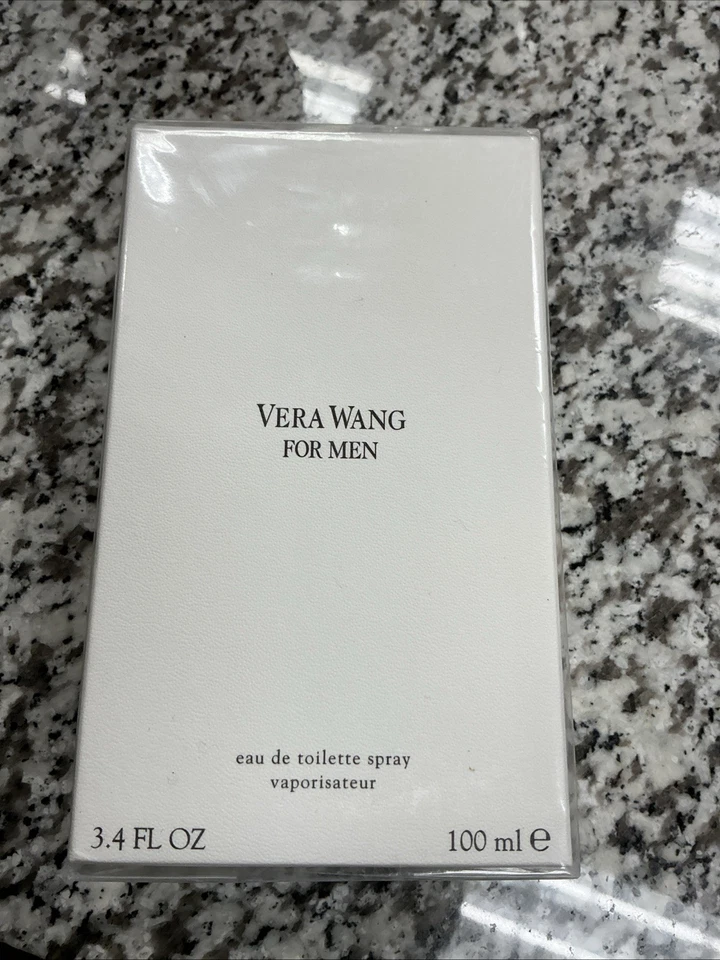 VERA WANG
FOR MEN
eau de toilette spray
vaporisateur
3.4 FL OZ 100 ml ℮